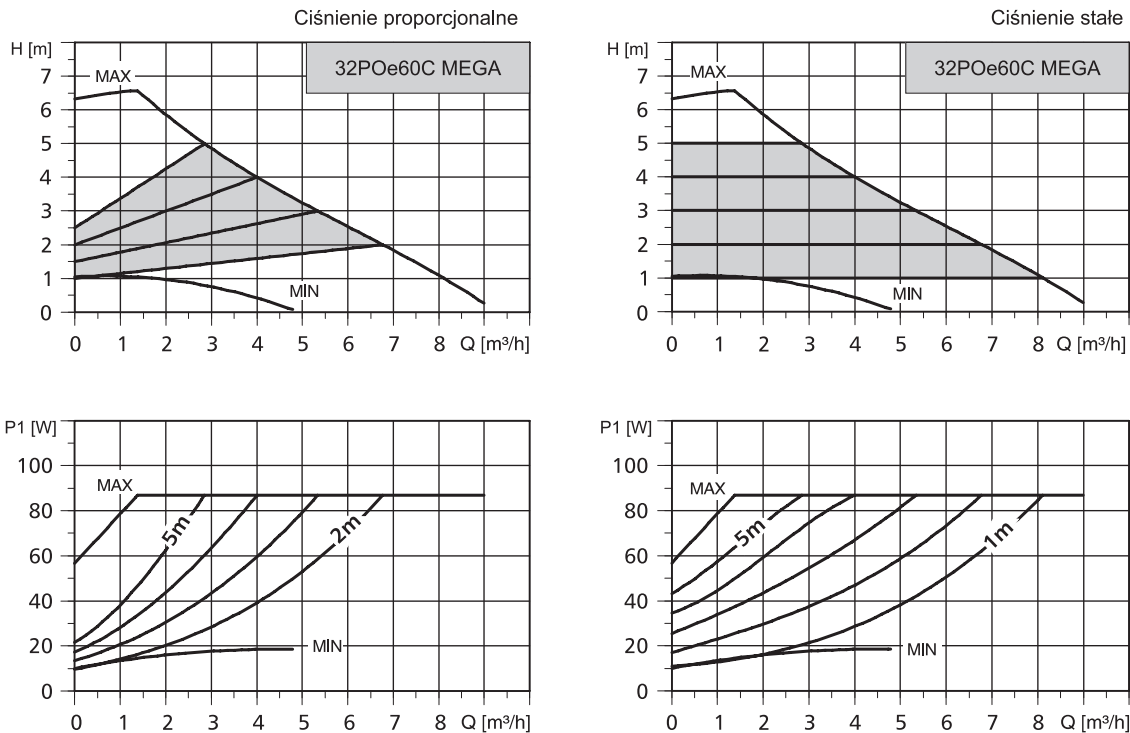 Ciśnienie proporcjonalne
H [m]
32POe60C MEGA
MAX
7
6
5
4
3
2
1
0
MIN
0 1 2 3 4 5 6 7 8 Q [m³/h]
Ciśnienie stałe
H [m]
32POe60C MEGA
MAX
7
6
5
4
3
2
1
0
MIN
0 1 2 3 4 5 6 7 8 Q [m³/h]
P1 [W]
100
80
60
40
20
0
MAX
5m
2m
MIN
0 1 2 3 4 5 6 7 8 Q [m³/h]
P1 [W]
100
80
60
40
20
0
MAX
5m
1m
MIN
0 1 2 3 4 5 6 7 8 Q [m³/h]